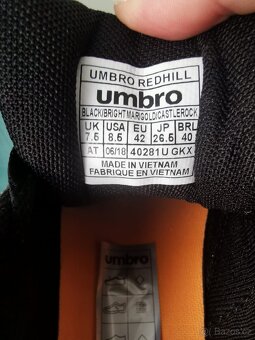 UMBRO REDHILL
umbro
BLACK/BRIGHT MARIGOLD/CASTLEROCK
UK USA EU JP BRL
7.5 8.5 42 26.5 40
AT 06/18 40281U GKX
MADE IN VIETNAM
FABRIQUE EN VIETNAM
umbro